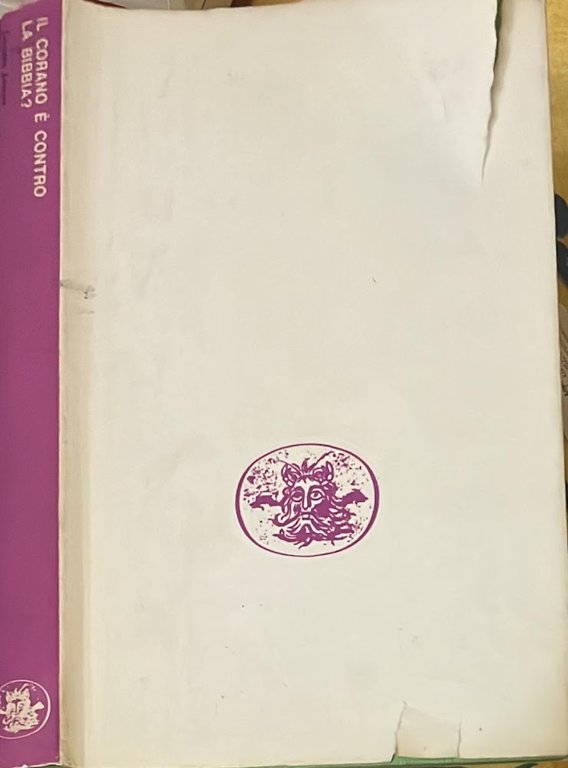 IL CORANO È CONTRO
LA BIBBIA?